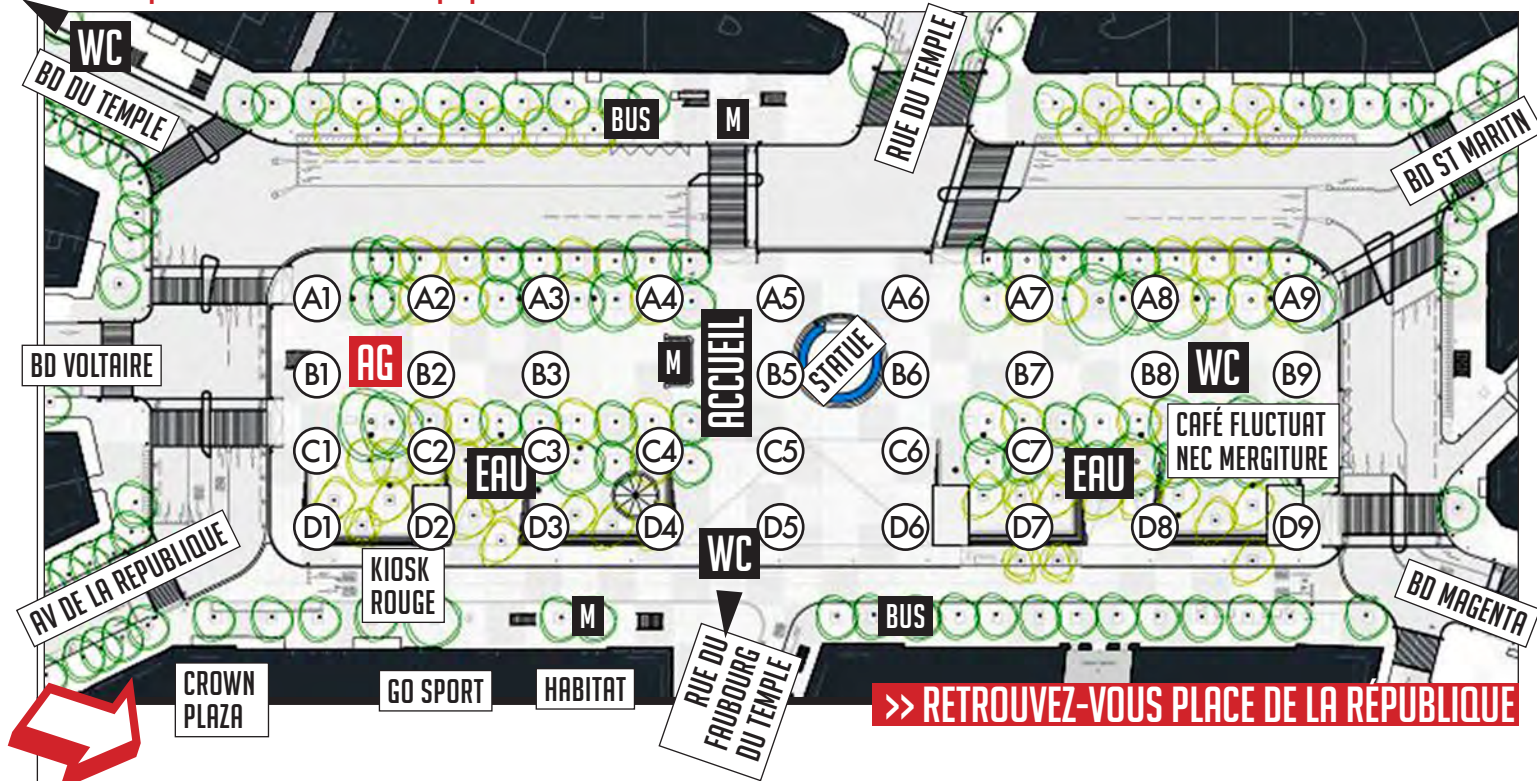 WC
BD DU TEMPLE
BUS
M
RUE DU TEMPLE
BD ST MARITN
A1
A2
A3
A4
A5
A6
A7
A8
A9
ACCUEIL
STATUE
BD VOLTAIRE
B1
AG
B2
B3
M
B5
B6
B7
B8
WC
B9
CAFÉ FLUCTUAT
NEC MERGITURE
C1
C2
EAU
C3
C4
C5
C6
C7
EAU
D1
D2
D3
D4
WC
D5
D6
D7
D8
D9
AV DE LA REPUBLIQUE
KIOSK
ROUGE
M
BUS
BD MAGENTA
CROWN
PLAZA
GO SPORT
HABITAT
RUE DU
FAUBOURG
DU TEMPLE
>> RETROUVEZ-VOUS PLACE DE LA RÉPUBLIQUE